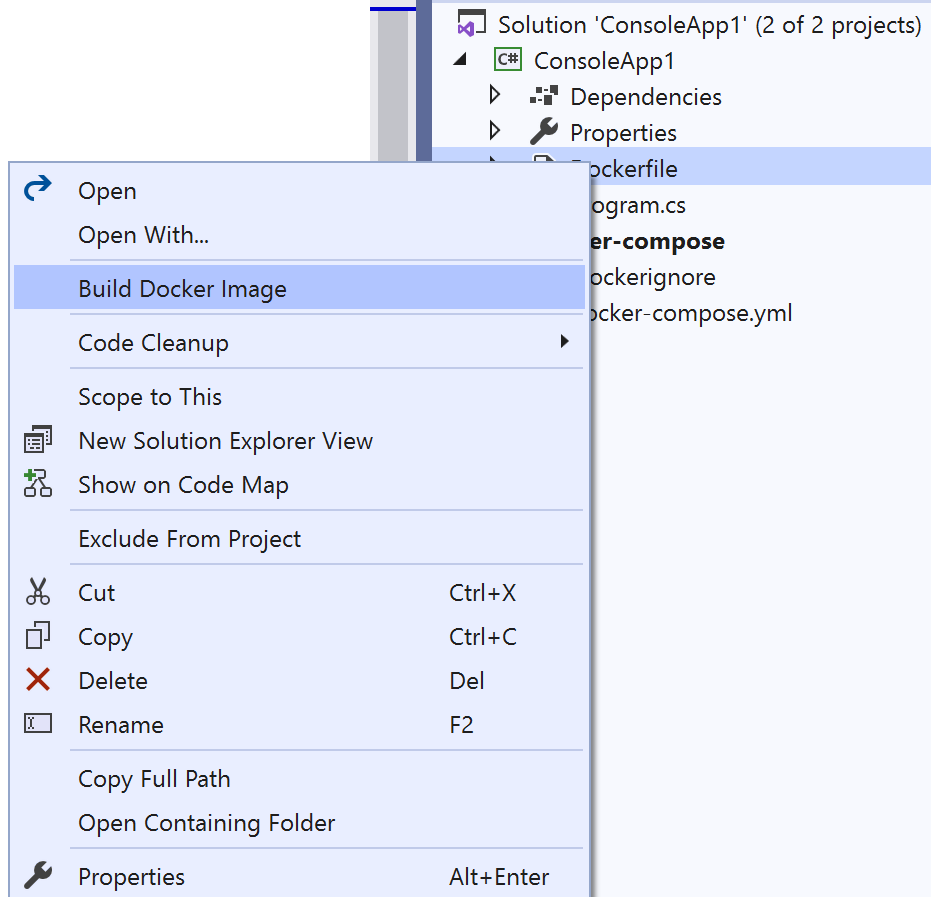 Solution 'ConsoleApp1' (2 of 2 projects)
C# ConsoleApp1
Dependencies
Properties
ockerfile
ogram.cs
er-compose
ockerignore
ocker-compose.yml
Open
Open With...
Build Docker Image
Code Cleanup
Scope to This
New Solution Explorer View
Show on Code Map
Exclude From Project
Cut Ctrl+X
Copy Ctrl+C
Delete Del
Rename F2
Copy Full Path
Open Containing Folder
Properties Alt+Enter